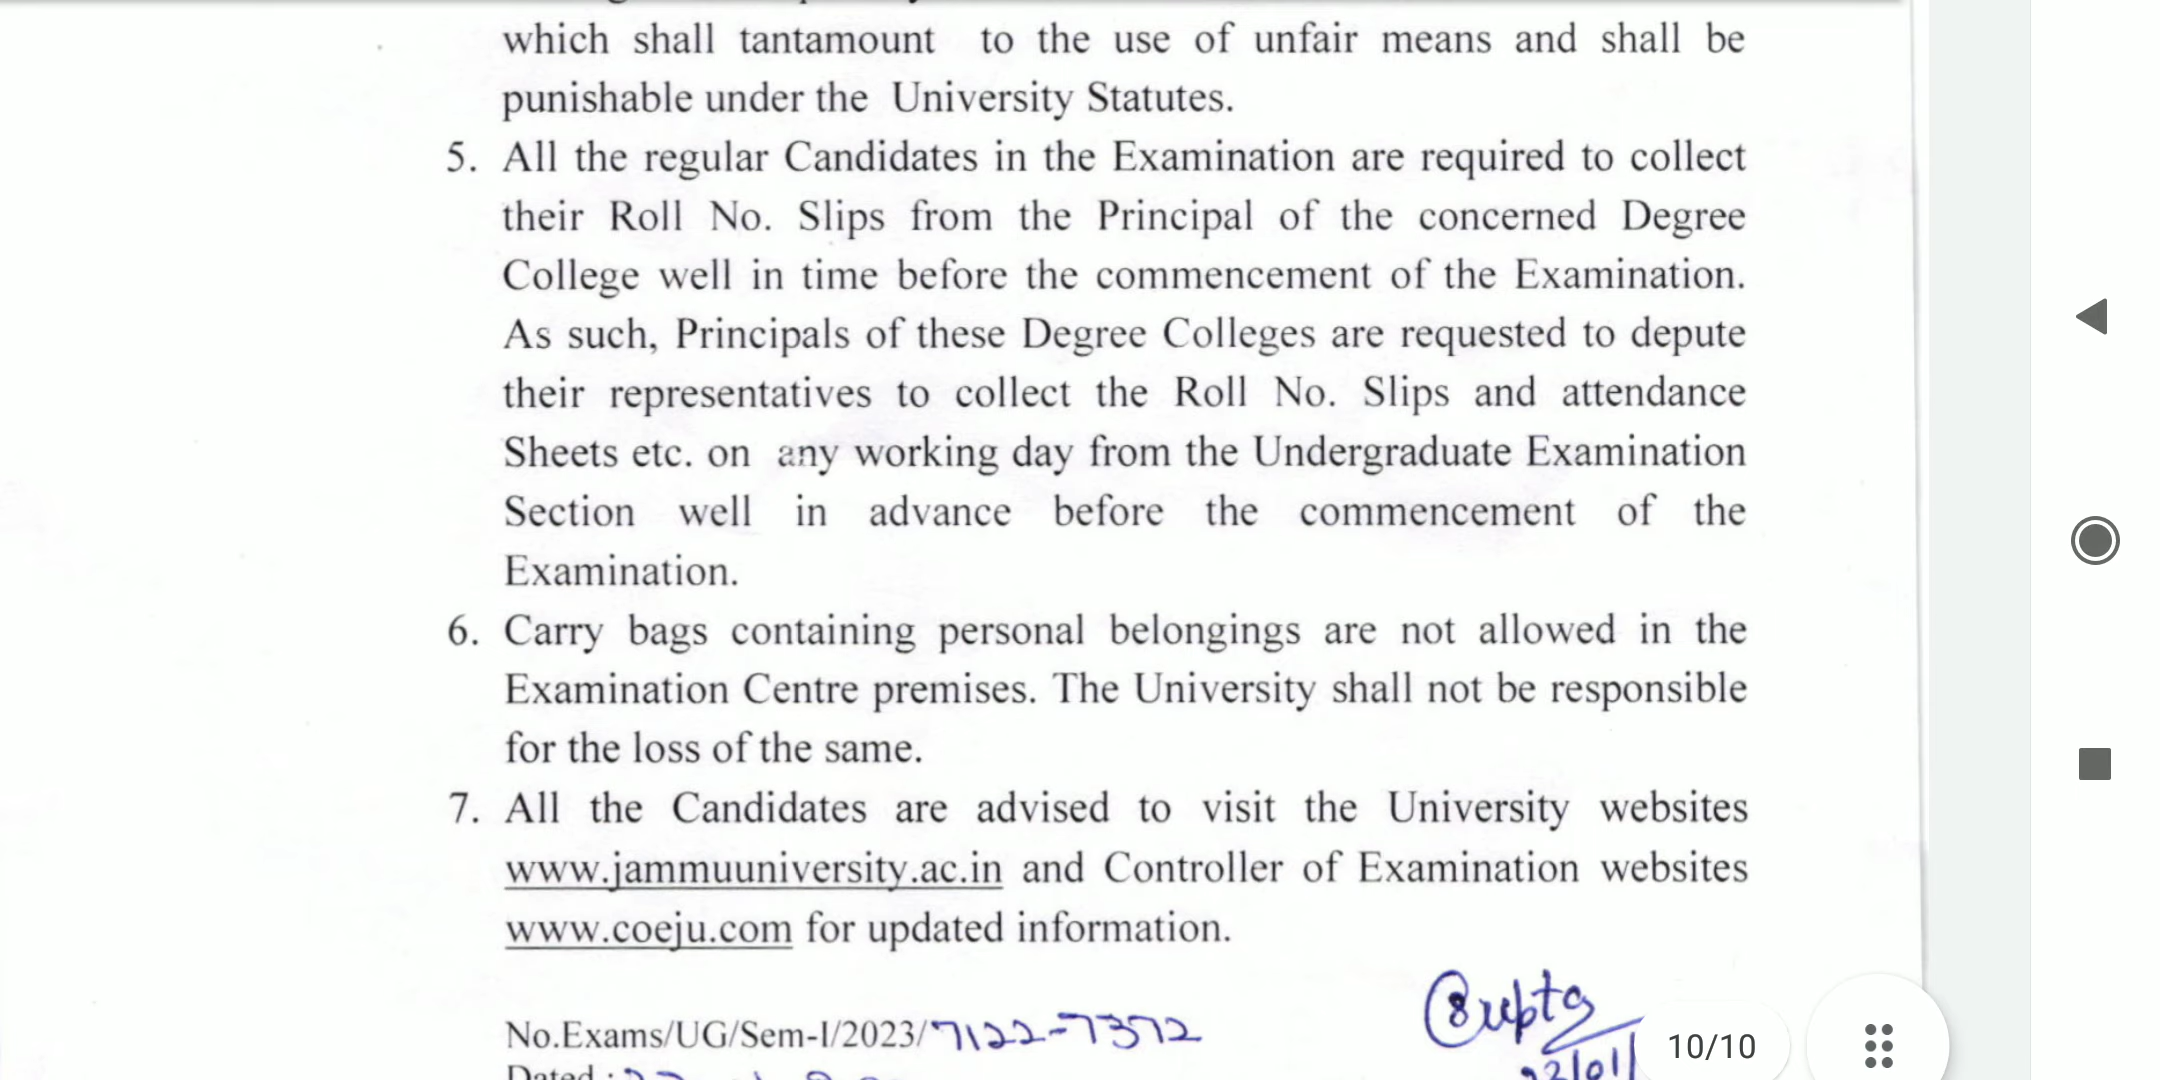 which shall tantamount to the use of unfair means and shall be
punishable under the University Statutes.
5. All the regular Candidates in the Examination are required to collect
their Roll No. Slips from the Principal of the concerned Degree
College well in time before the commencement of the Examination.
As such, Principals of these Degree Colleges are requested to depute
their representatives to collect the Roll No. Slips and attendance
Sheets etc. on any working day from the Undergraduate Examination
Section well in advance before the commencement of the
Examination.
6. Carry bags containing personal belongings are not allowed in the
Examination Centre premises. The University shall not be responsible
for the loss of the same.
7. All the Candidates are advised to visit the University websites
www.jammuuniversity.ac.in and Controller of Examination websites
www.coeju.com for updated information.
No.Exams/UG/Sem-I/2023/7122-7372
Dated :
10/10